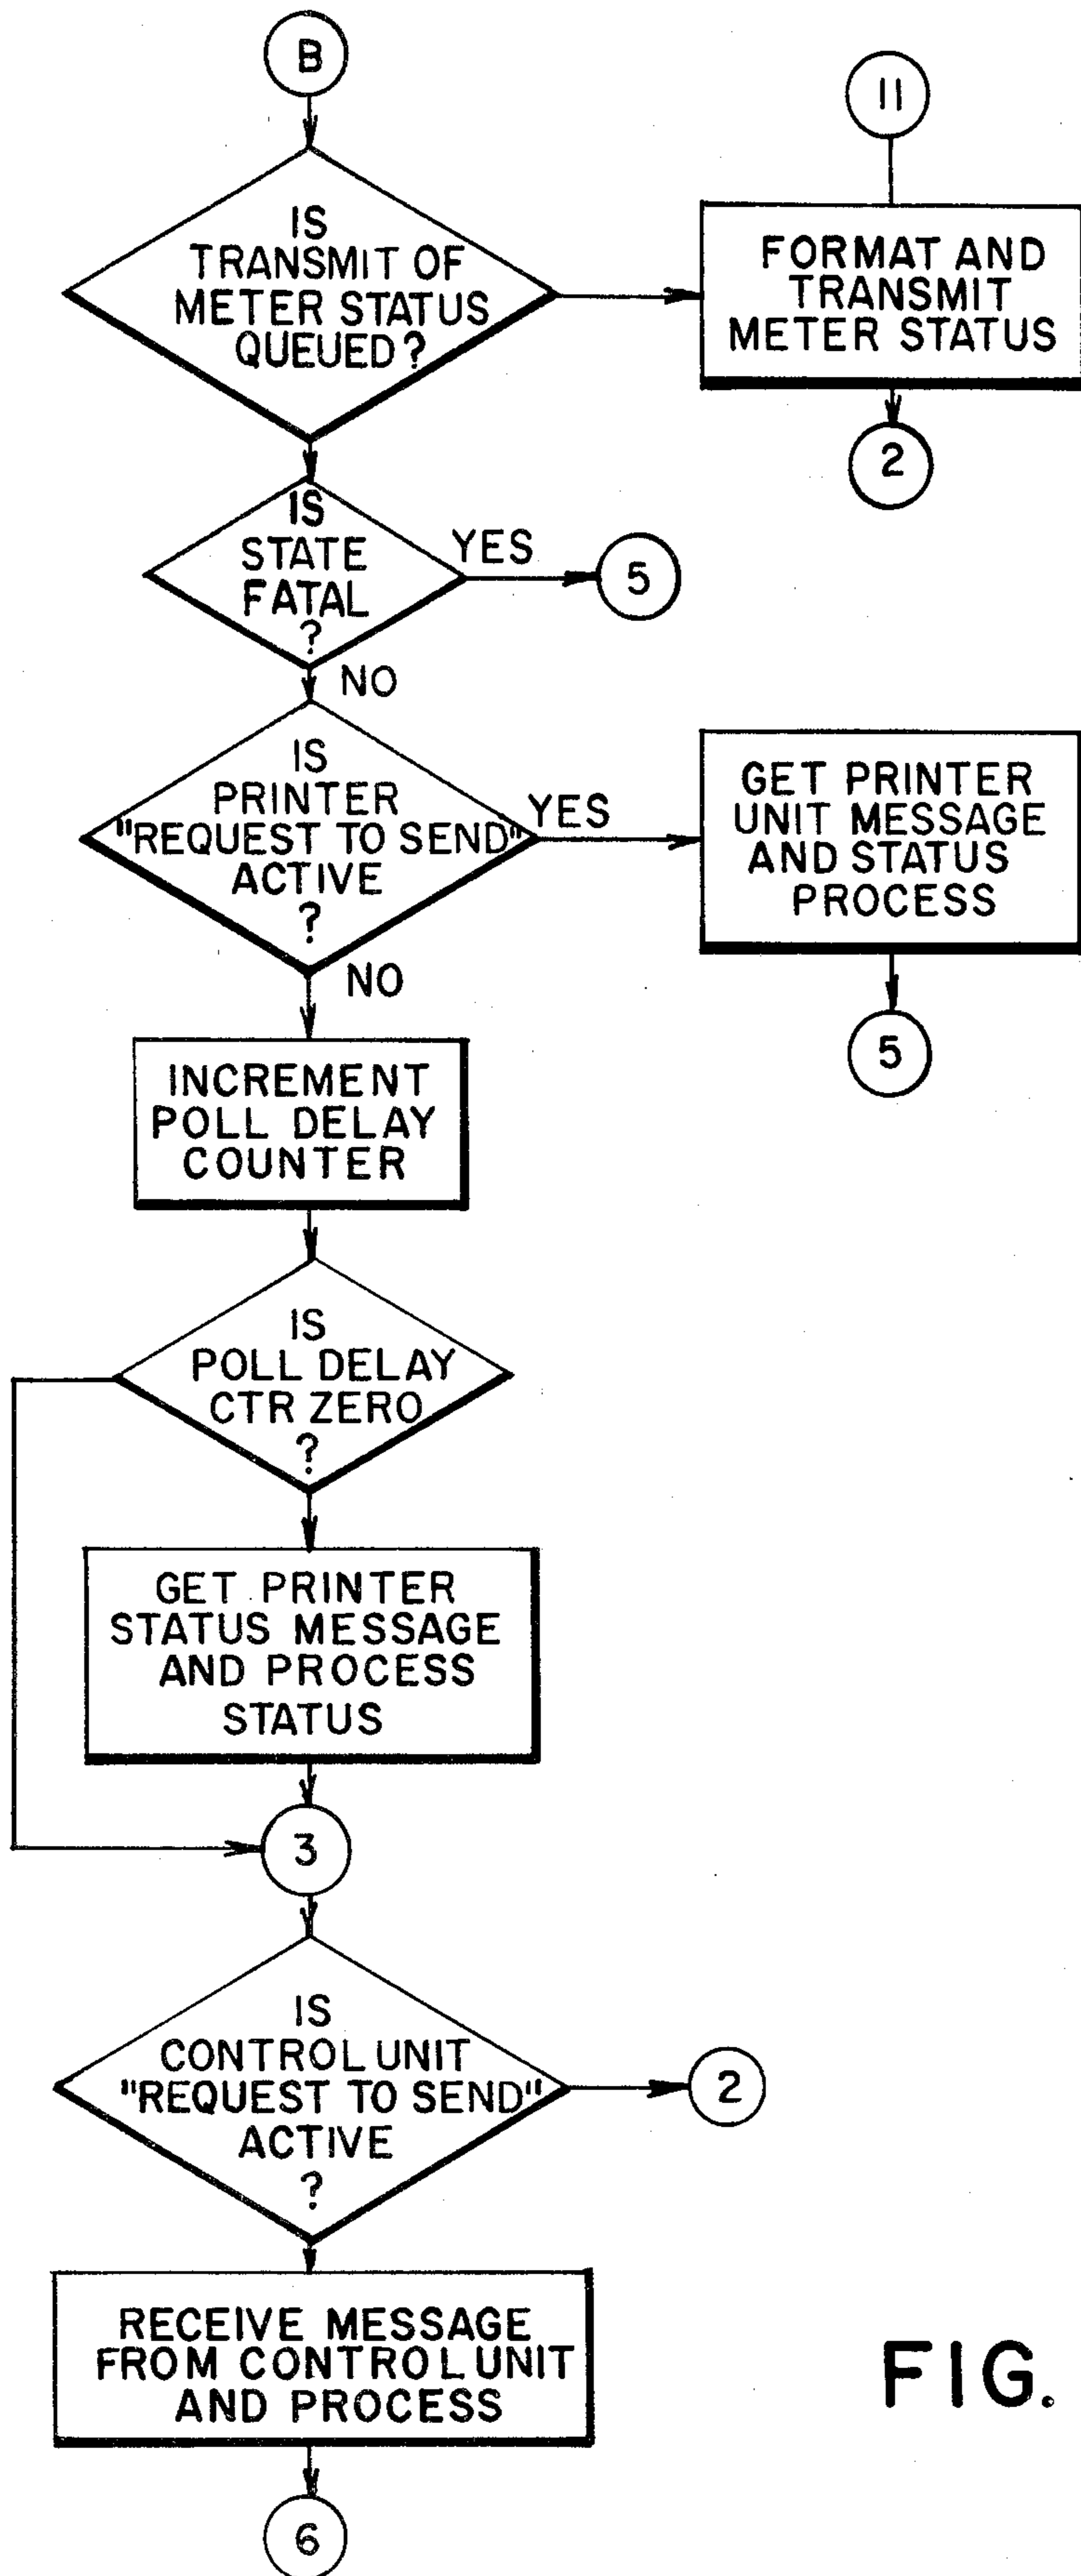 B
11
IS
TRANSMIT OF
METER STATUS
QUEUED?
FORMAT AND
TRANSMIT
METER STATUS
2
IS
STATE
FATAL
?
YES
5
NO
IS
PRINTER
"REQUEST TO SEND"
ACTIVE
?
YES
GET PRINTER
UNIT MESSAGE
AND STATUS
PROCESS
5
NO
INCREMENT
POLL DELAY
COUNTER
IS
POLL DELAY
CTR ZERO
?
GET PRINTER
STATUS MESSAGE
AND PROCESS
STATUS
3
IS
CONTROL UNIT
"REQUEST TO SEND"
ACTIVE
?
2
RECEIVE MESSAGE
FROM CONTROL UNIT
AND PROCESS
6
FIG.